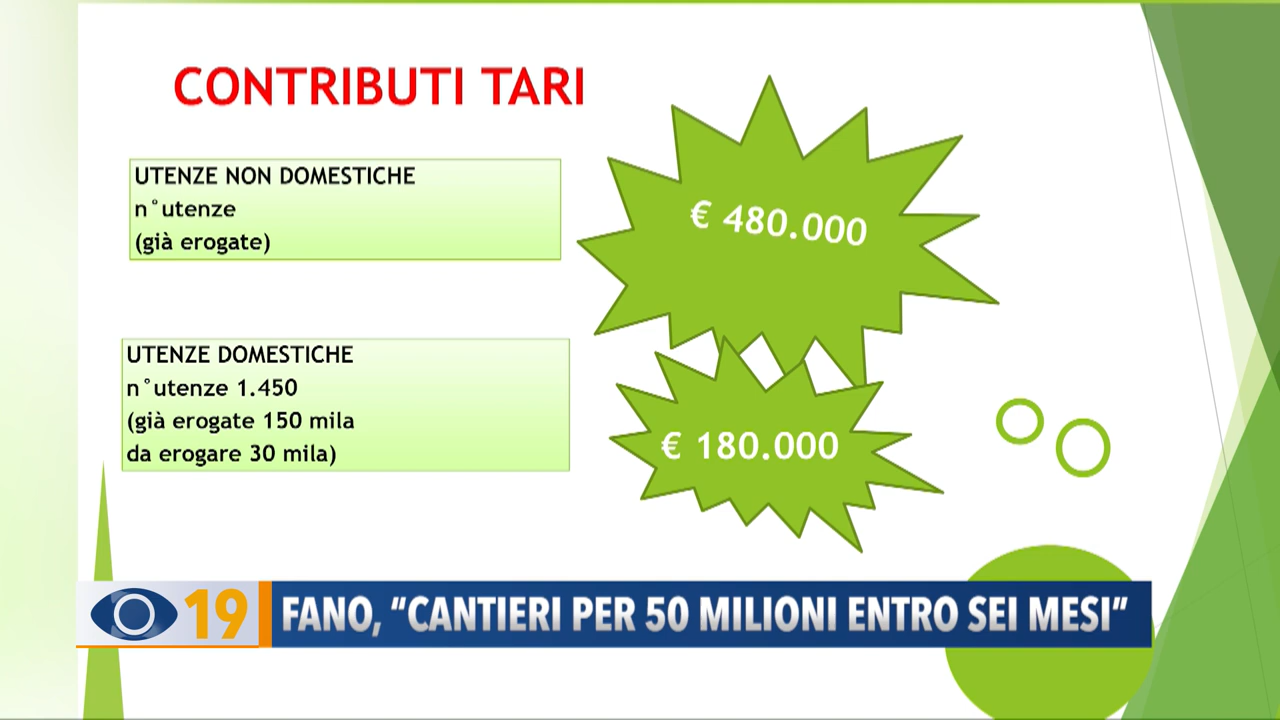 CONTRIBUTI TARI
UTENZE NON DOMESTICHE
n°utenze
(già erogate)
€ 480.000
UTENZE DOMESTICHE
n°utenze 1.450
(già erogate 150 mila
da erogare 30 mila)
€ 180.000
19
FANO, “CANTIERI PER 50 MILIONI ENTRO SEI MESI”